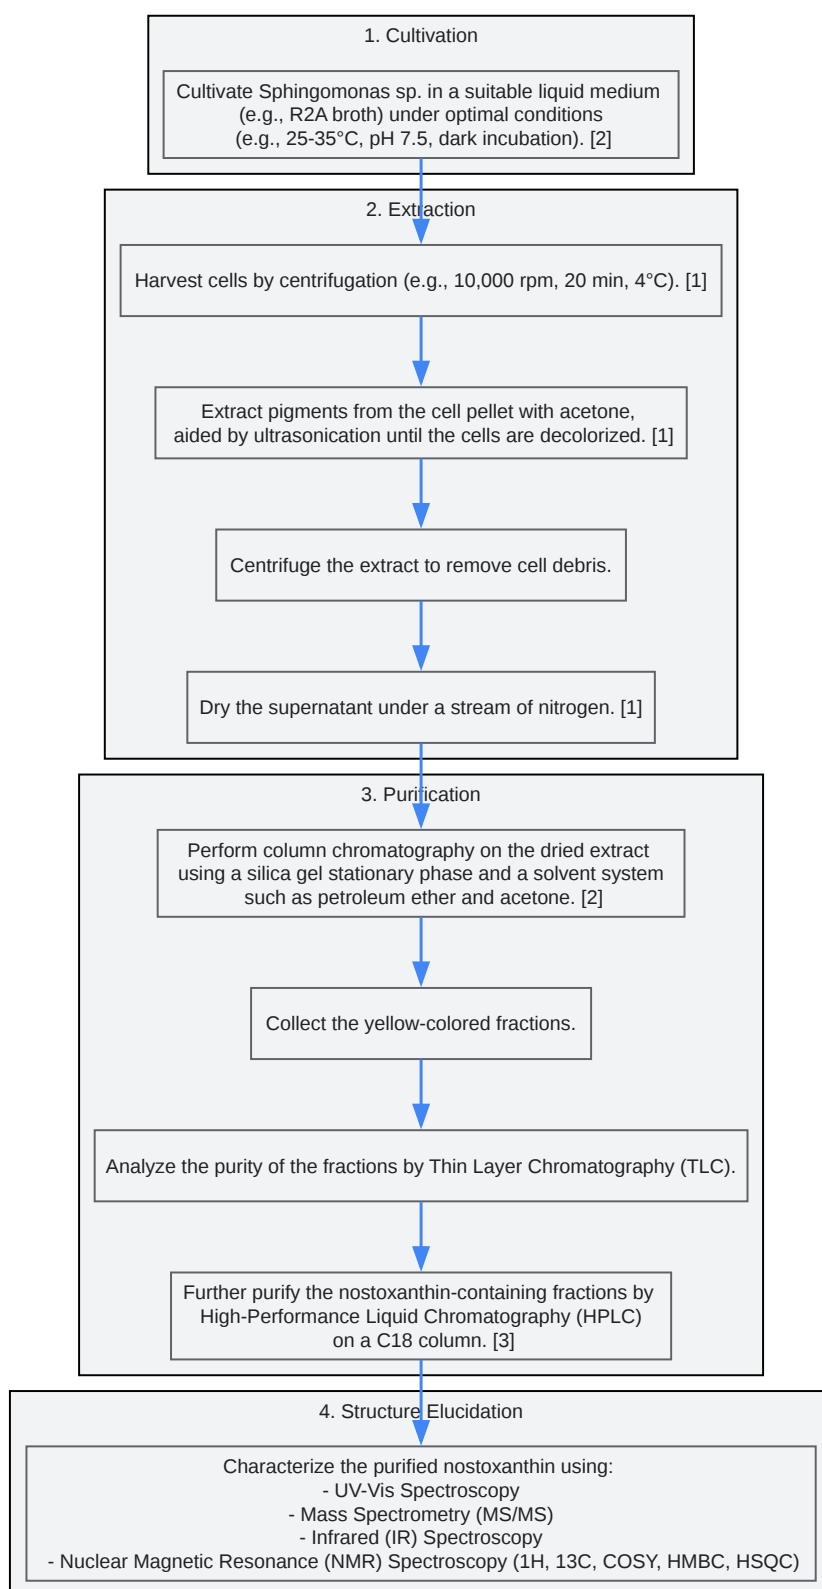 1. Cultivation
Cultivate Sphingomonas sp. in a suitable liquid medium
(e.g., R2A broth) under optimal conditions
(e.g., 25-35°C, pH 7.5, dark incubation). [2]
2. Extraction
Harvest cells by centrifugation (e.g., 10,000 rpm, 20 min, 4°C). [1]
Extract pigments from the cell pellet with acetone,
aided by ultrasonication until the cells are decolorized. [1]
Centrifuge the extract to remove cell debris.
Dry the supernatant under a stream of nitrogen. [1]
3. Purification
Perform column chromatography on the dried extract
using a silica gel stationary phase and a solvent system
such as petroleum ether and acetone. [2]
Collect the yellow-colored fractions.
Analyze the purity of the fractions by Thin Layer Chromatography (TLC).
Further purify the nostoxanthin-containing fractions by
High-Performance Liquid Chromatography (HPLC)
on a C18 column. [3]
4. Structure Elucidation
Characterize the purified nostoxanthin using:
- UV-Vis Spectroscopy
- Mass Spectrometry (MS/MS)
- Infrared (IR) Spectroscopy
- Nuclear Magnetic Resonance (NMR) Spectroscopy (1H, 13C, COSY, HMBC, HSQC)